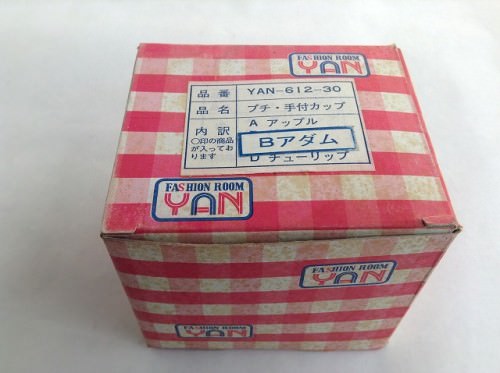 FASHION ROOM
YAN
品番 YAN-612-30
品名 プチ・手付カップ
内訳 A アップル
○印の商品
が入ってお
ります
Bアダム
D チューリップ
FASHION ROOM
YAN
FASHION ROOM
YAN
FASHION ROOM
YAN